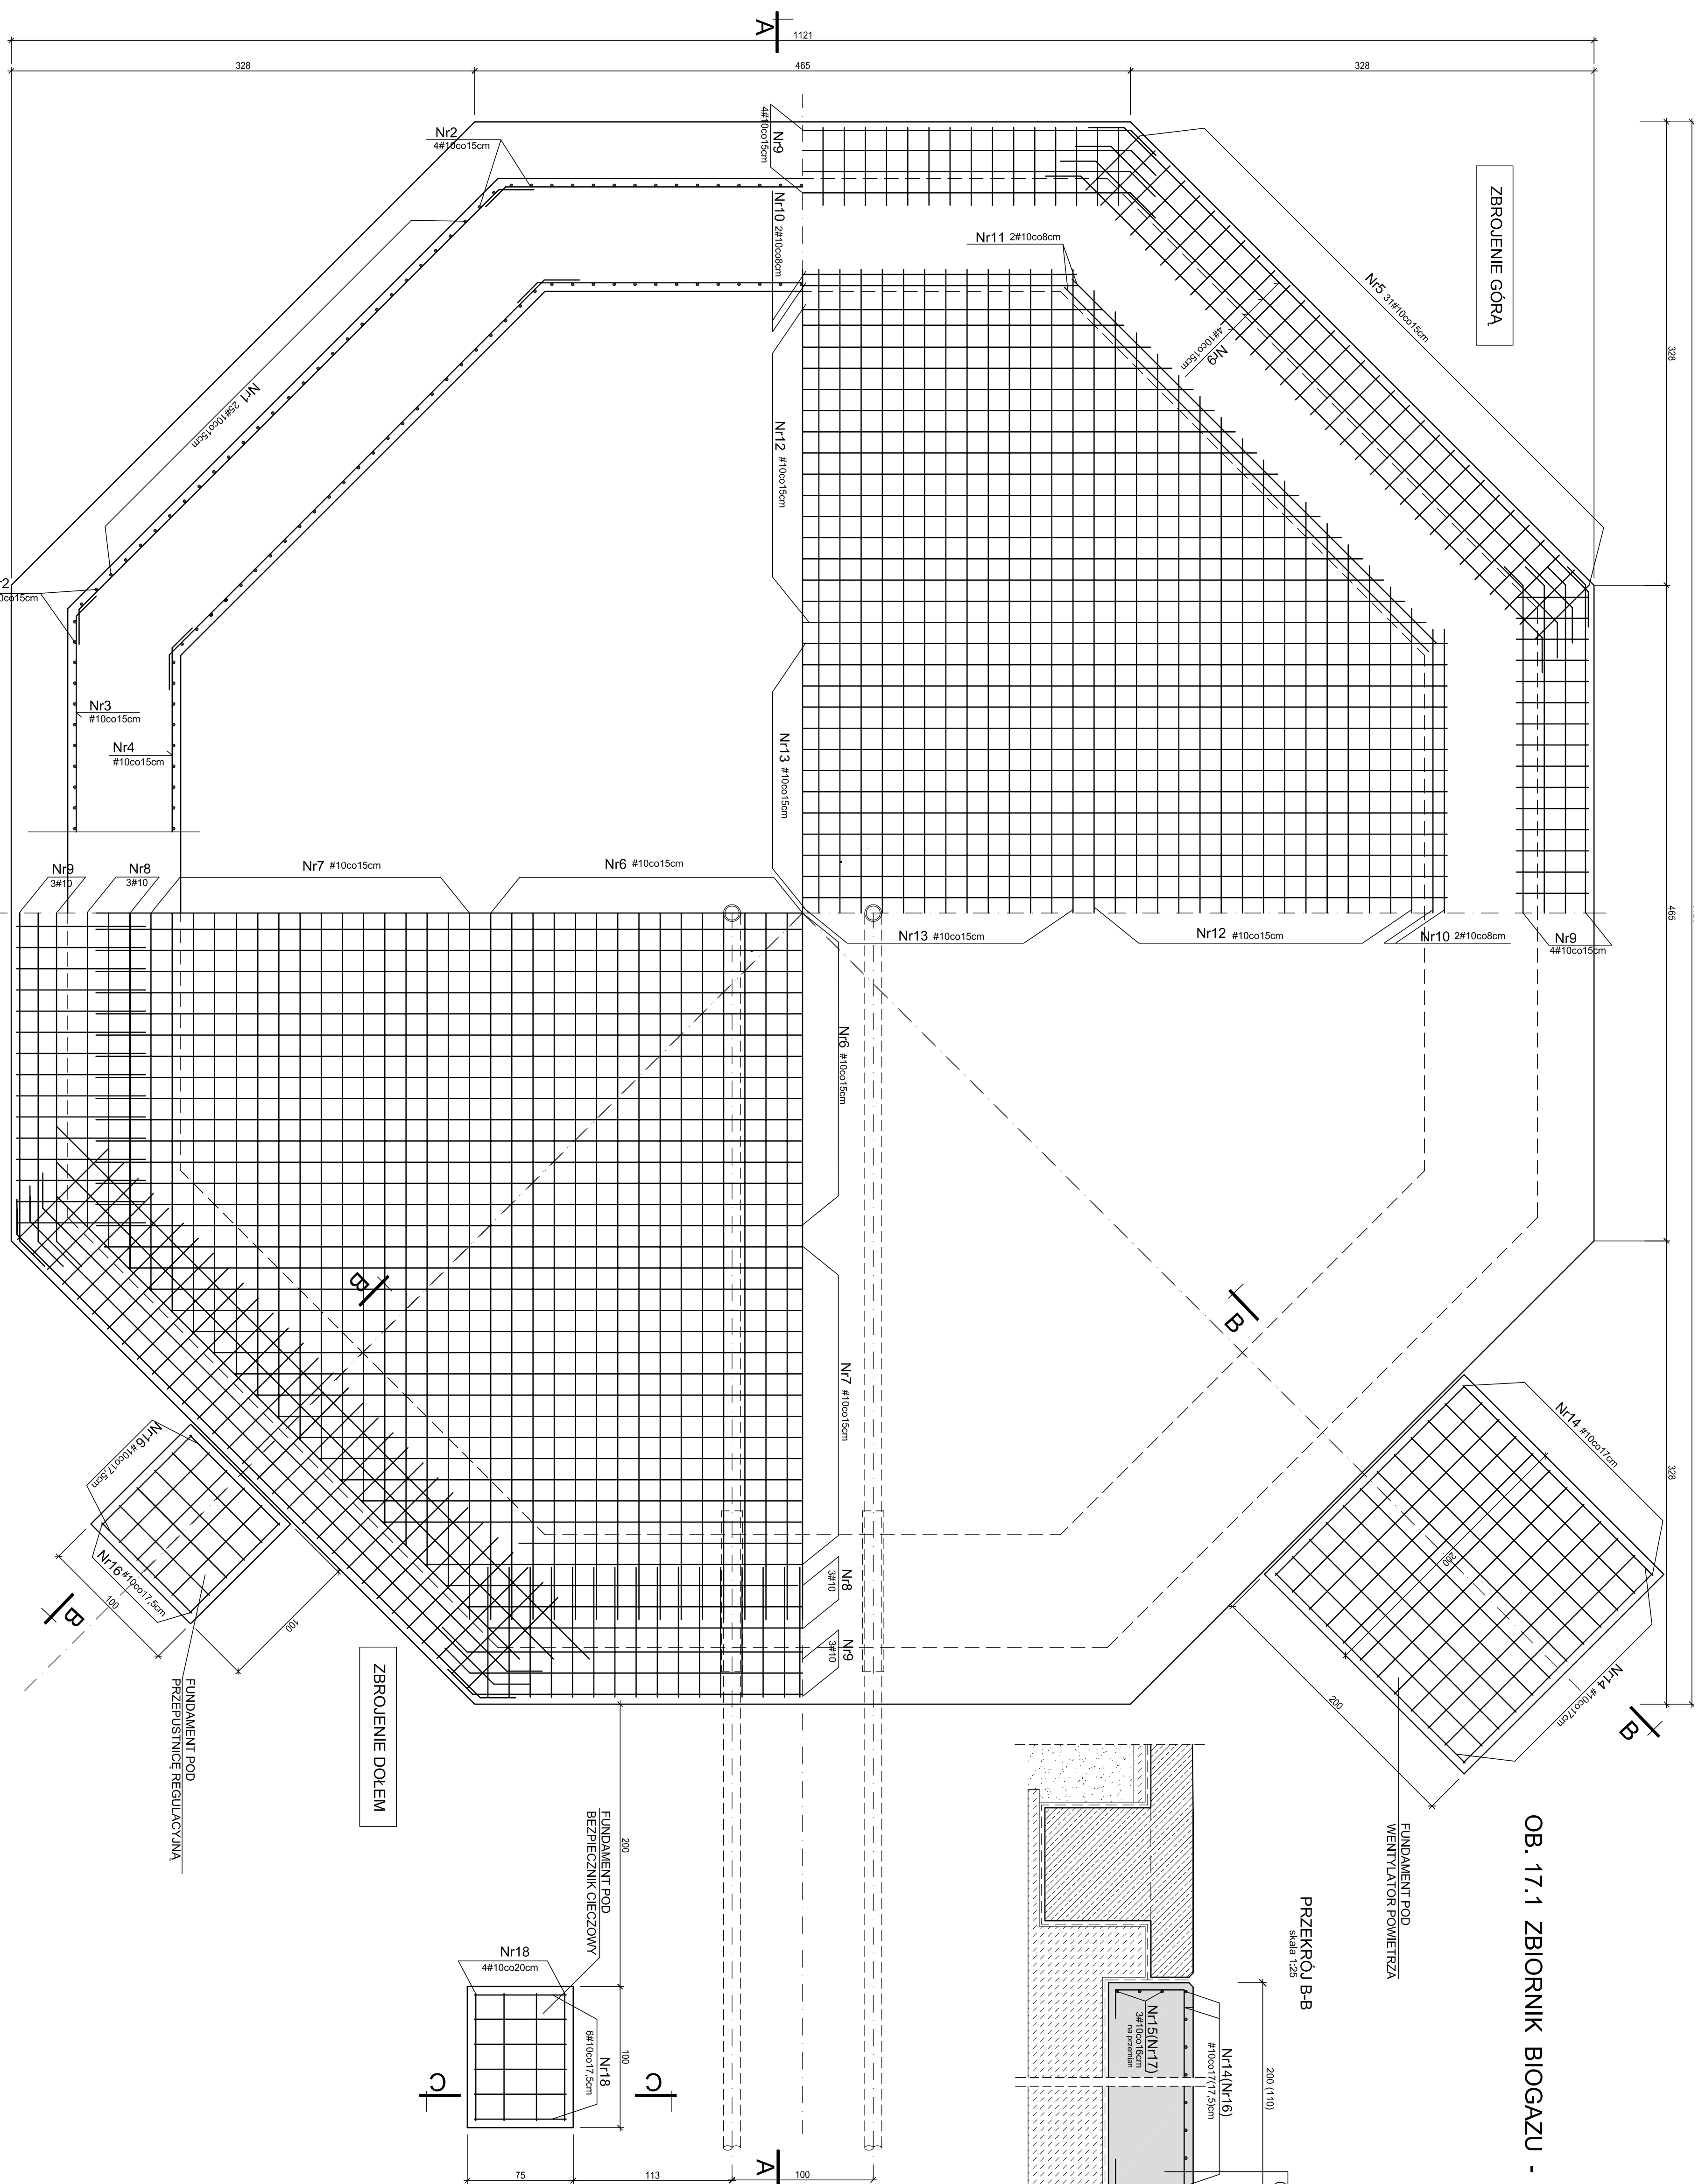 A
1121
328
465
328
Nr2
4#10co15cm
Nr9
4#10co15cm
Nr10 2#10co8cm
Nr11 2#10co8cm
ZBROJENIE GÓRĄ
Nr5 31#10co15cm
Nr9
4#10co15cm
328
Nr1 25#10co15cm
Nr12 #10co15cm
Nr3
#10co15cm
Nr4
#10co15cm
Nr13 #10co15cm
Nr9
3#10
Nr8
3#10
Nr7 #10co15cm
Nr6 #10co15cm
Nr13 #10co15cm
Nr12 #10co15cm
Nr10 2#10co8cm
Nr9
4#10co15cm
465
Nr6 #10co15cm
B
B
Nr7 #10co15cm
Nr14 #10co17cm
328
200
Nr16 #10co17,5cm
Nr16 #10co17,5cm
100
100
B
Nr8
3#10
Nr9
3#10
200
Nr14 #10co17cm
B
ZBROJENIE DOŁEM
FUNDAMENT POD
PRZEPUSTNICĘ REGULACYJNĄ
FUNDAMENT POD
BEZPIECZNIK CIECZOWY
200
FUNDAMENT POD
WENTYLATOR POWIETRZA
OB. 17.1 ZBIORNIK BIOGAZU -
PRZEKRÓJ B-B
skala 1:25
Nr18
4#10co20cm
Nr18
6#10co17,5cm
100
C
C
Nr15(Nr17)
3#10co16cm
na przemian
Nr14(Nr16)
#10co17(17,5)cm
200 (110)
75
113
A
100